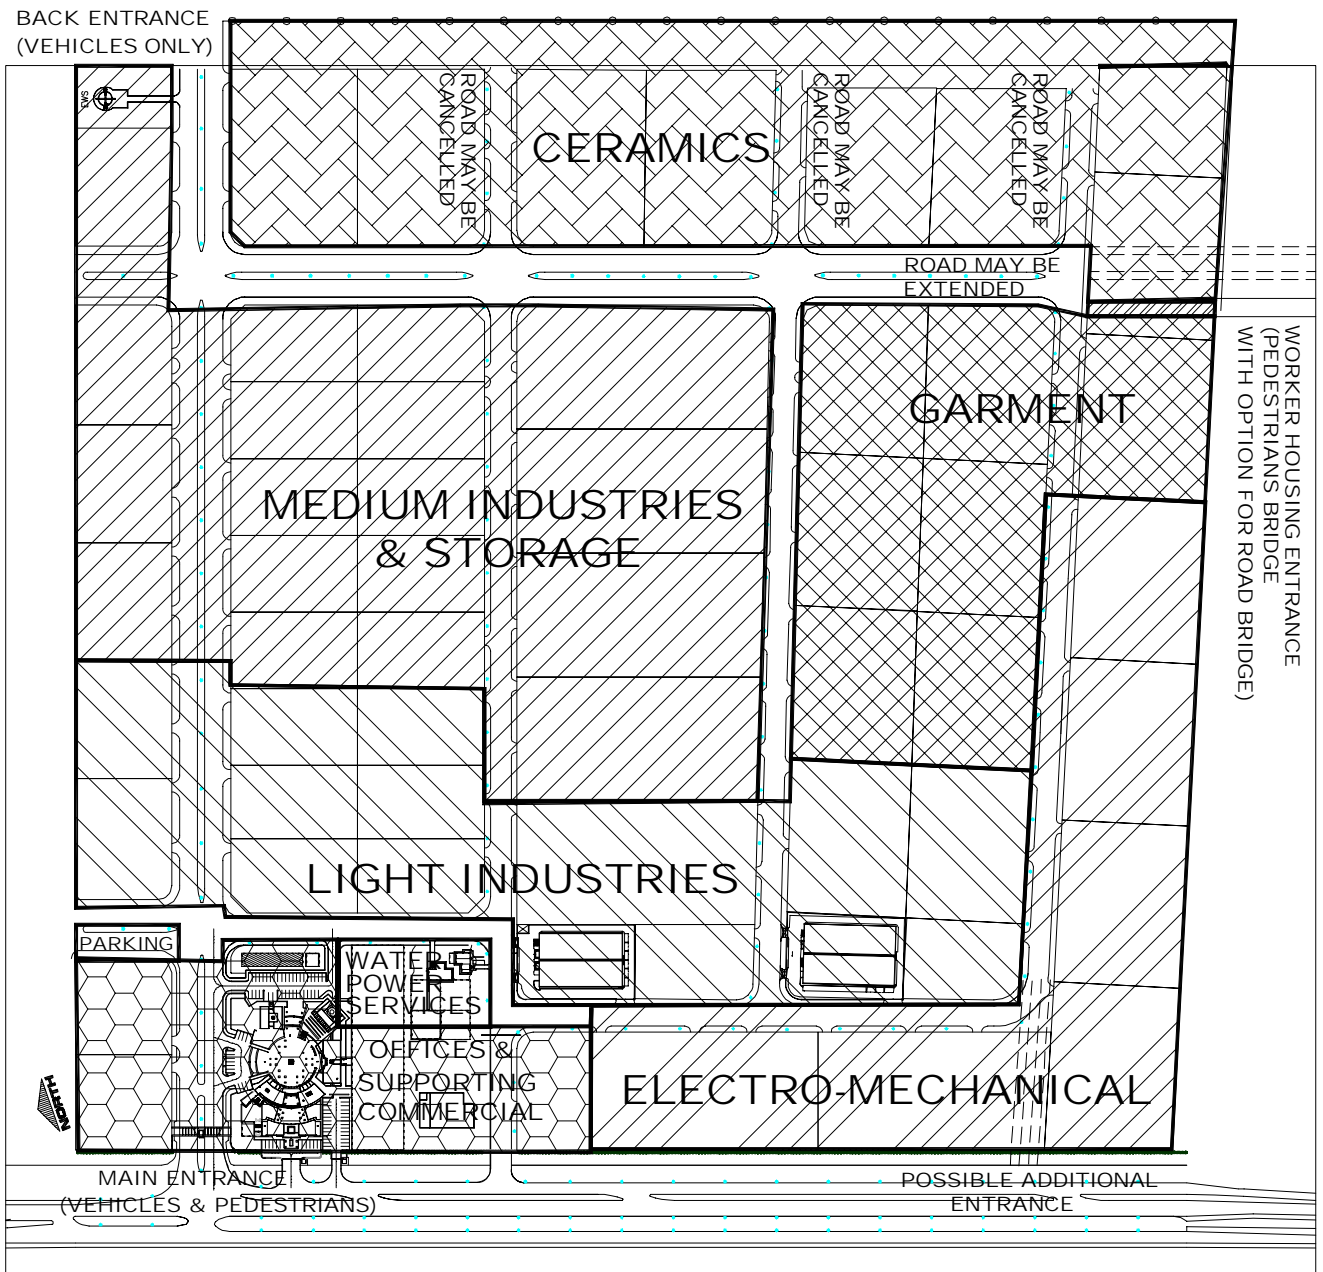 BACK ENTRANCE
(VEHICLES ONLY)
SW3
ROAD MAY BE
CANCELLED
CERAMICS
ROAD MAY BE
CANCELLED
ROAD MAY BE
CANCELLED
ROAD MAY BE
EXTENDED
WORKER HOUSING ENTRANCE
(PEDESTRIANS BRIDGE
WITH OPTION FOR ROAD BRIDGE)
GARMENT
MEDIUM INDUSTRIES
& STORAGE
LIGHT INDUSTRIES
PARKING
WATER
POWER
SERVICES
OFFICES &
SUPPORTING
COMMERCIAL
ELECTRO-MECHANICAL
NORTH
MAIN ENTRANCE
(VEHICLES & PEDESTRIANS)
POSSIBLE ADDITIONAL
ENTRANCE